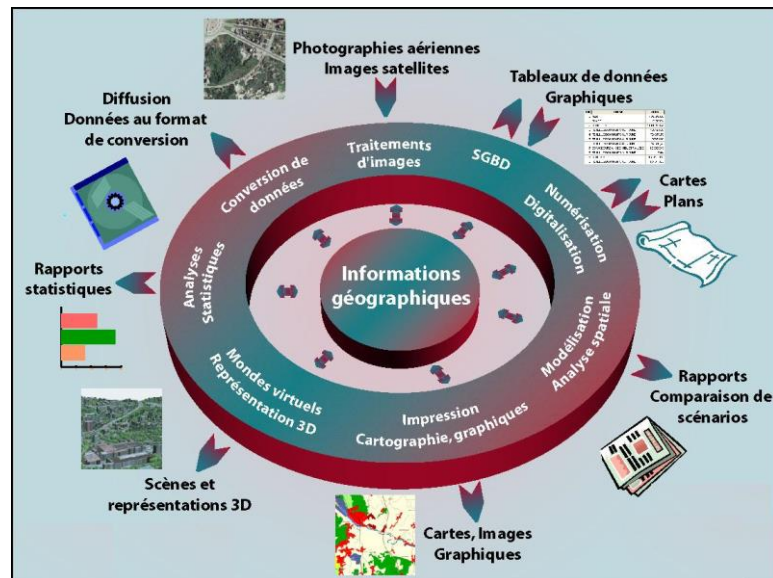 Photographies aériennes
Images satellites
Tableaux de données
Graphiques
Diffusion
Données au format
de conversion
Cartes
Plans
Rapports
statistiques
Rapports
Comparaison de
scénarios
Scènes et
représentations 3D
Cartes, Images
Graphiques
Conversion de
données
Traitements
d'images
SGBD
Numérisation
Digitalisation
Modélisation
Analyse spatiale
Impression
Cartographie, graphiques
Mondes virtuels
Représentation 3D
Analyses
Statistiques
Informations
géographiques